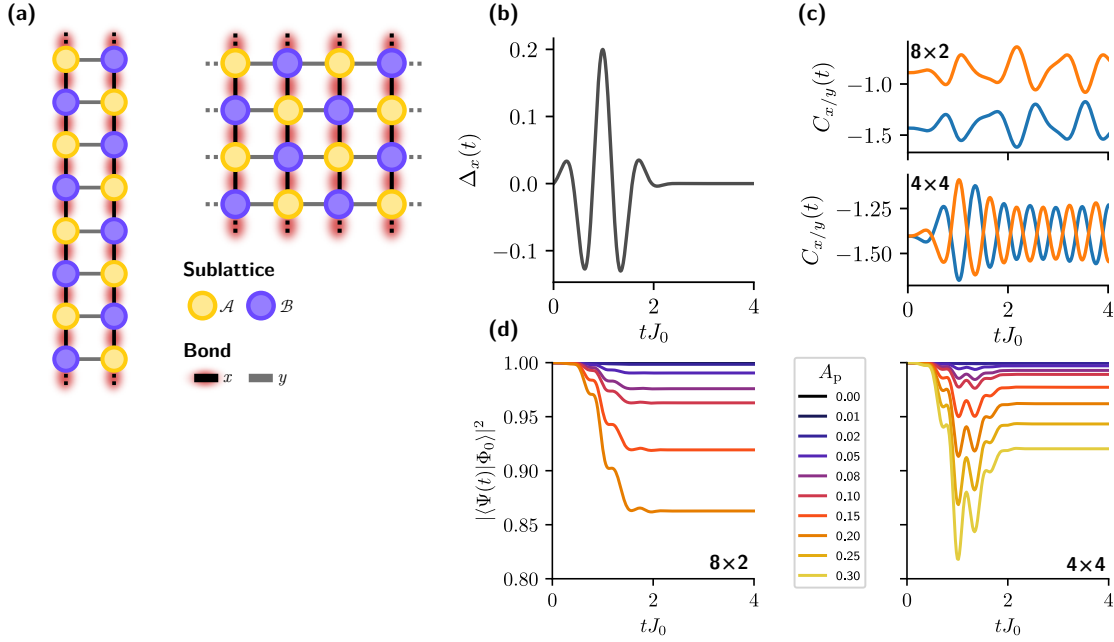 (a)
Sublattice
𝒜 ℬ
Bond
x y
(b)
Δx(t)
0.2
0.1
0.0
−0.1
0 2 4
tJ0
(c)
8×2
Cx/y(t)
−1.0
−1.5
4×4
Cx/y(t)
−1.25
−1.50
0 2 4
tJ0
(d)
|⟨Ψ(t)|Φ0⟩|²
1.00
0.95
0.90
0.85
0.80
8×2
0 2 4
tJ0
Ap
0.00
0.01
0.02
0.05
0.08
0.10
0.15
0.20
0.25
0.30
4×4
0 2 4
tJ0